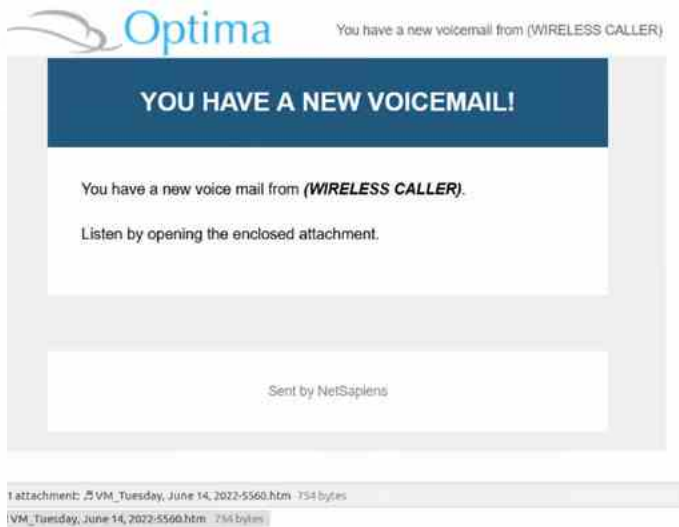 Optima
You have a new voicemail from (WIRELESS CALLER)
YOU HAVE A NEW VOICEMAIL!
You have a new voice mail from (WIRELESS CALLER).
Listen by opening the enclosed attachment.
Sent by NetSapiens
1 attachment: ♬ VM_Tuesday, June 14, 2022-5560.htm 754 bytes
VM_Tuesday, June 14, 2022-5560.htm 754 bytes